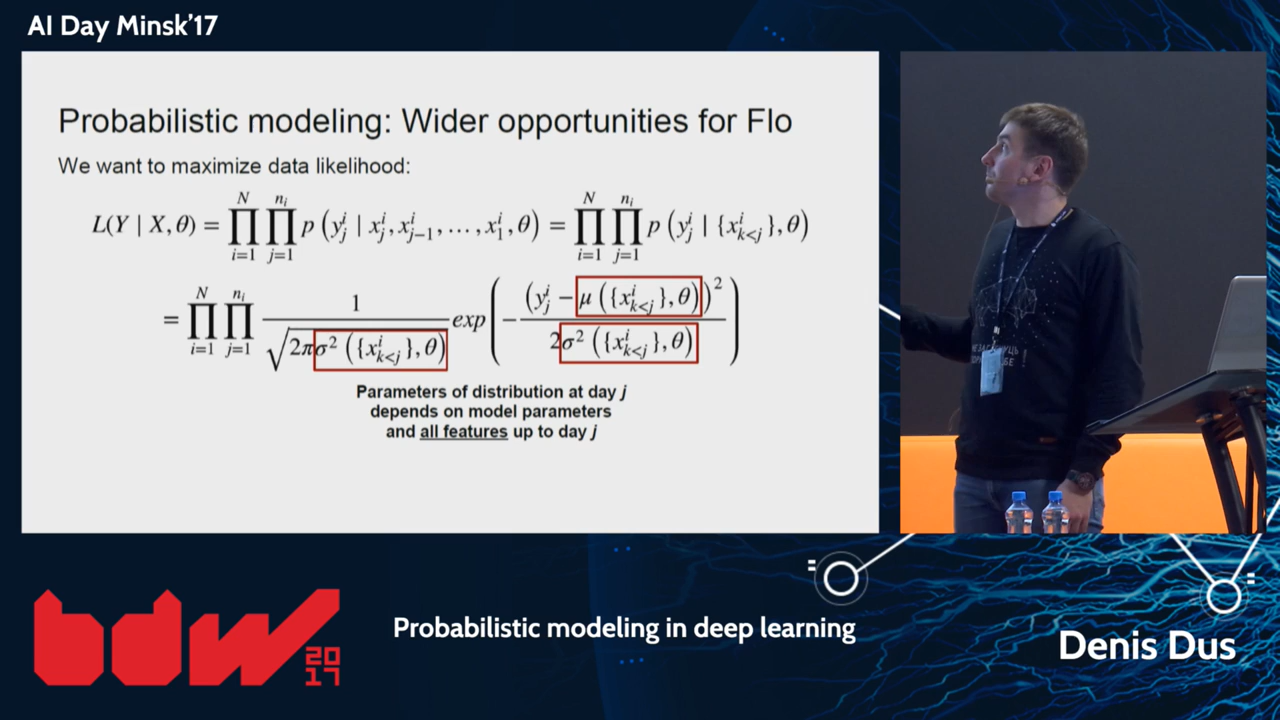 AI Day Minsk’17
Probabilistic modeling: Wider opportunities for Flo
We want to maximize data likelihood:
L(Y | X, θ) = ∏_{i=1}^{N} ∏_{j=1}^{n_i} p (y_j^i | x_j^i, x_{j−1}^i, …, x_1^i, θ) = ∏_{i=1}^{N} ∏_{j=1}^{n_i} p (y_j^i | {x_{k<j}^i}, θ)
= ∏_{i=1}^{N} ∏_{j=1}^{n_i} 1 / √(2πσ² ({x_{k<j}^i}, θ)) exp (− (y_j^i − μ ({x_{k<j}^i}, θ))² / 2σ² ({x_{k<j}^i}, θ))
Parameters of distribution at day j
depends on model parameters
and all features up to day j
bdw
20
17
Probabilistic modeling in deep learning
Denis Dus